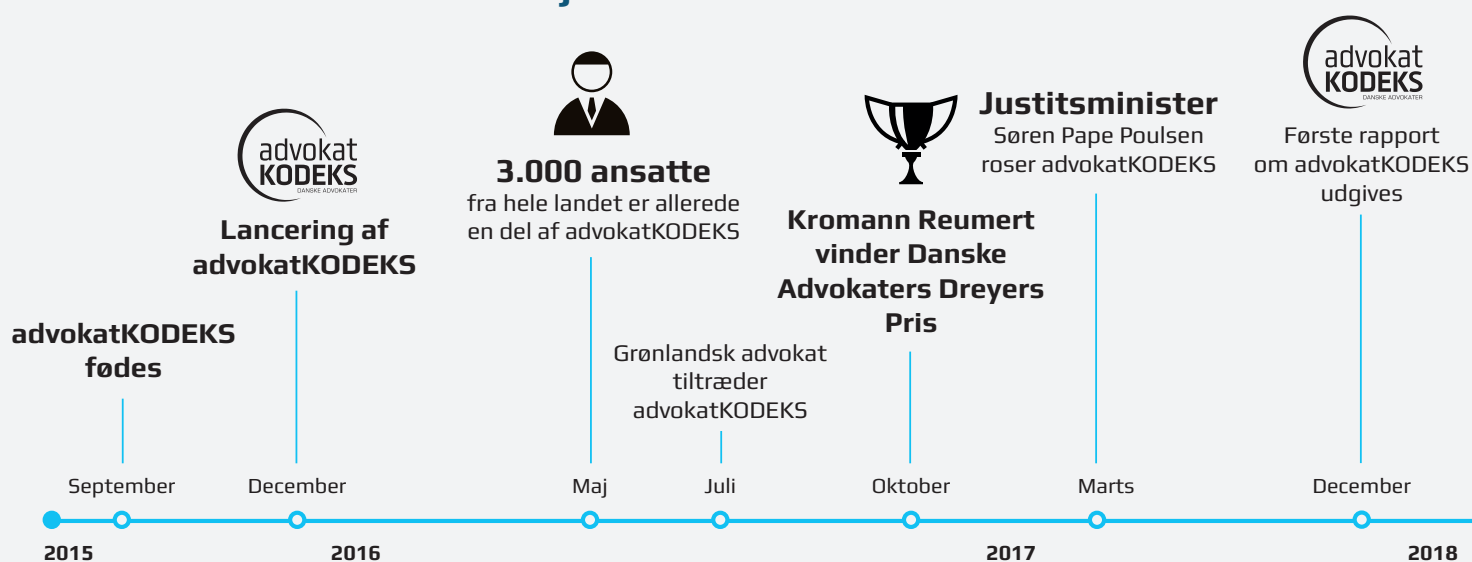 advokat
KODEKS
DANSKE ADVOKATER
Lancering af
advokatKODEKS
advokatKODEKS
fødes
3.000 ansatte
fra hele landet er allerede
en del af advokatKODEKS
Grønlandsk advokat
tiltræder
advokatKODEKS
Kromann Reumert
vinder Danske
Advokaters Dreyers
Pris
Justitsminister
Søren Pape Poulsen
roser advokatKODEKS
advokat
KODEKS
DANSKE ADVOKATER
Første rapport
om advokatKODEKS
udgives
September
December
Maj
Juli
Oktober
Marts
December
2015
2016
2017
2018